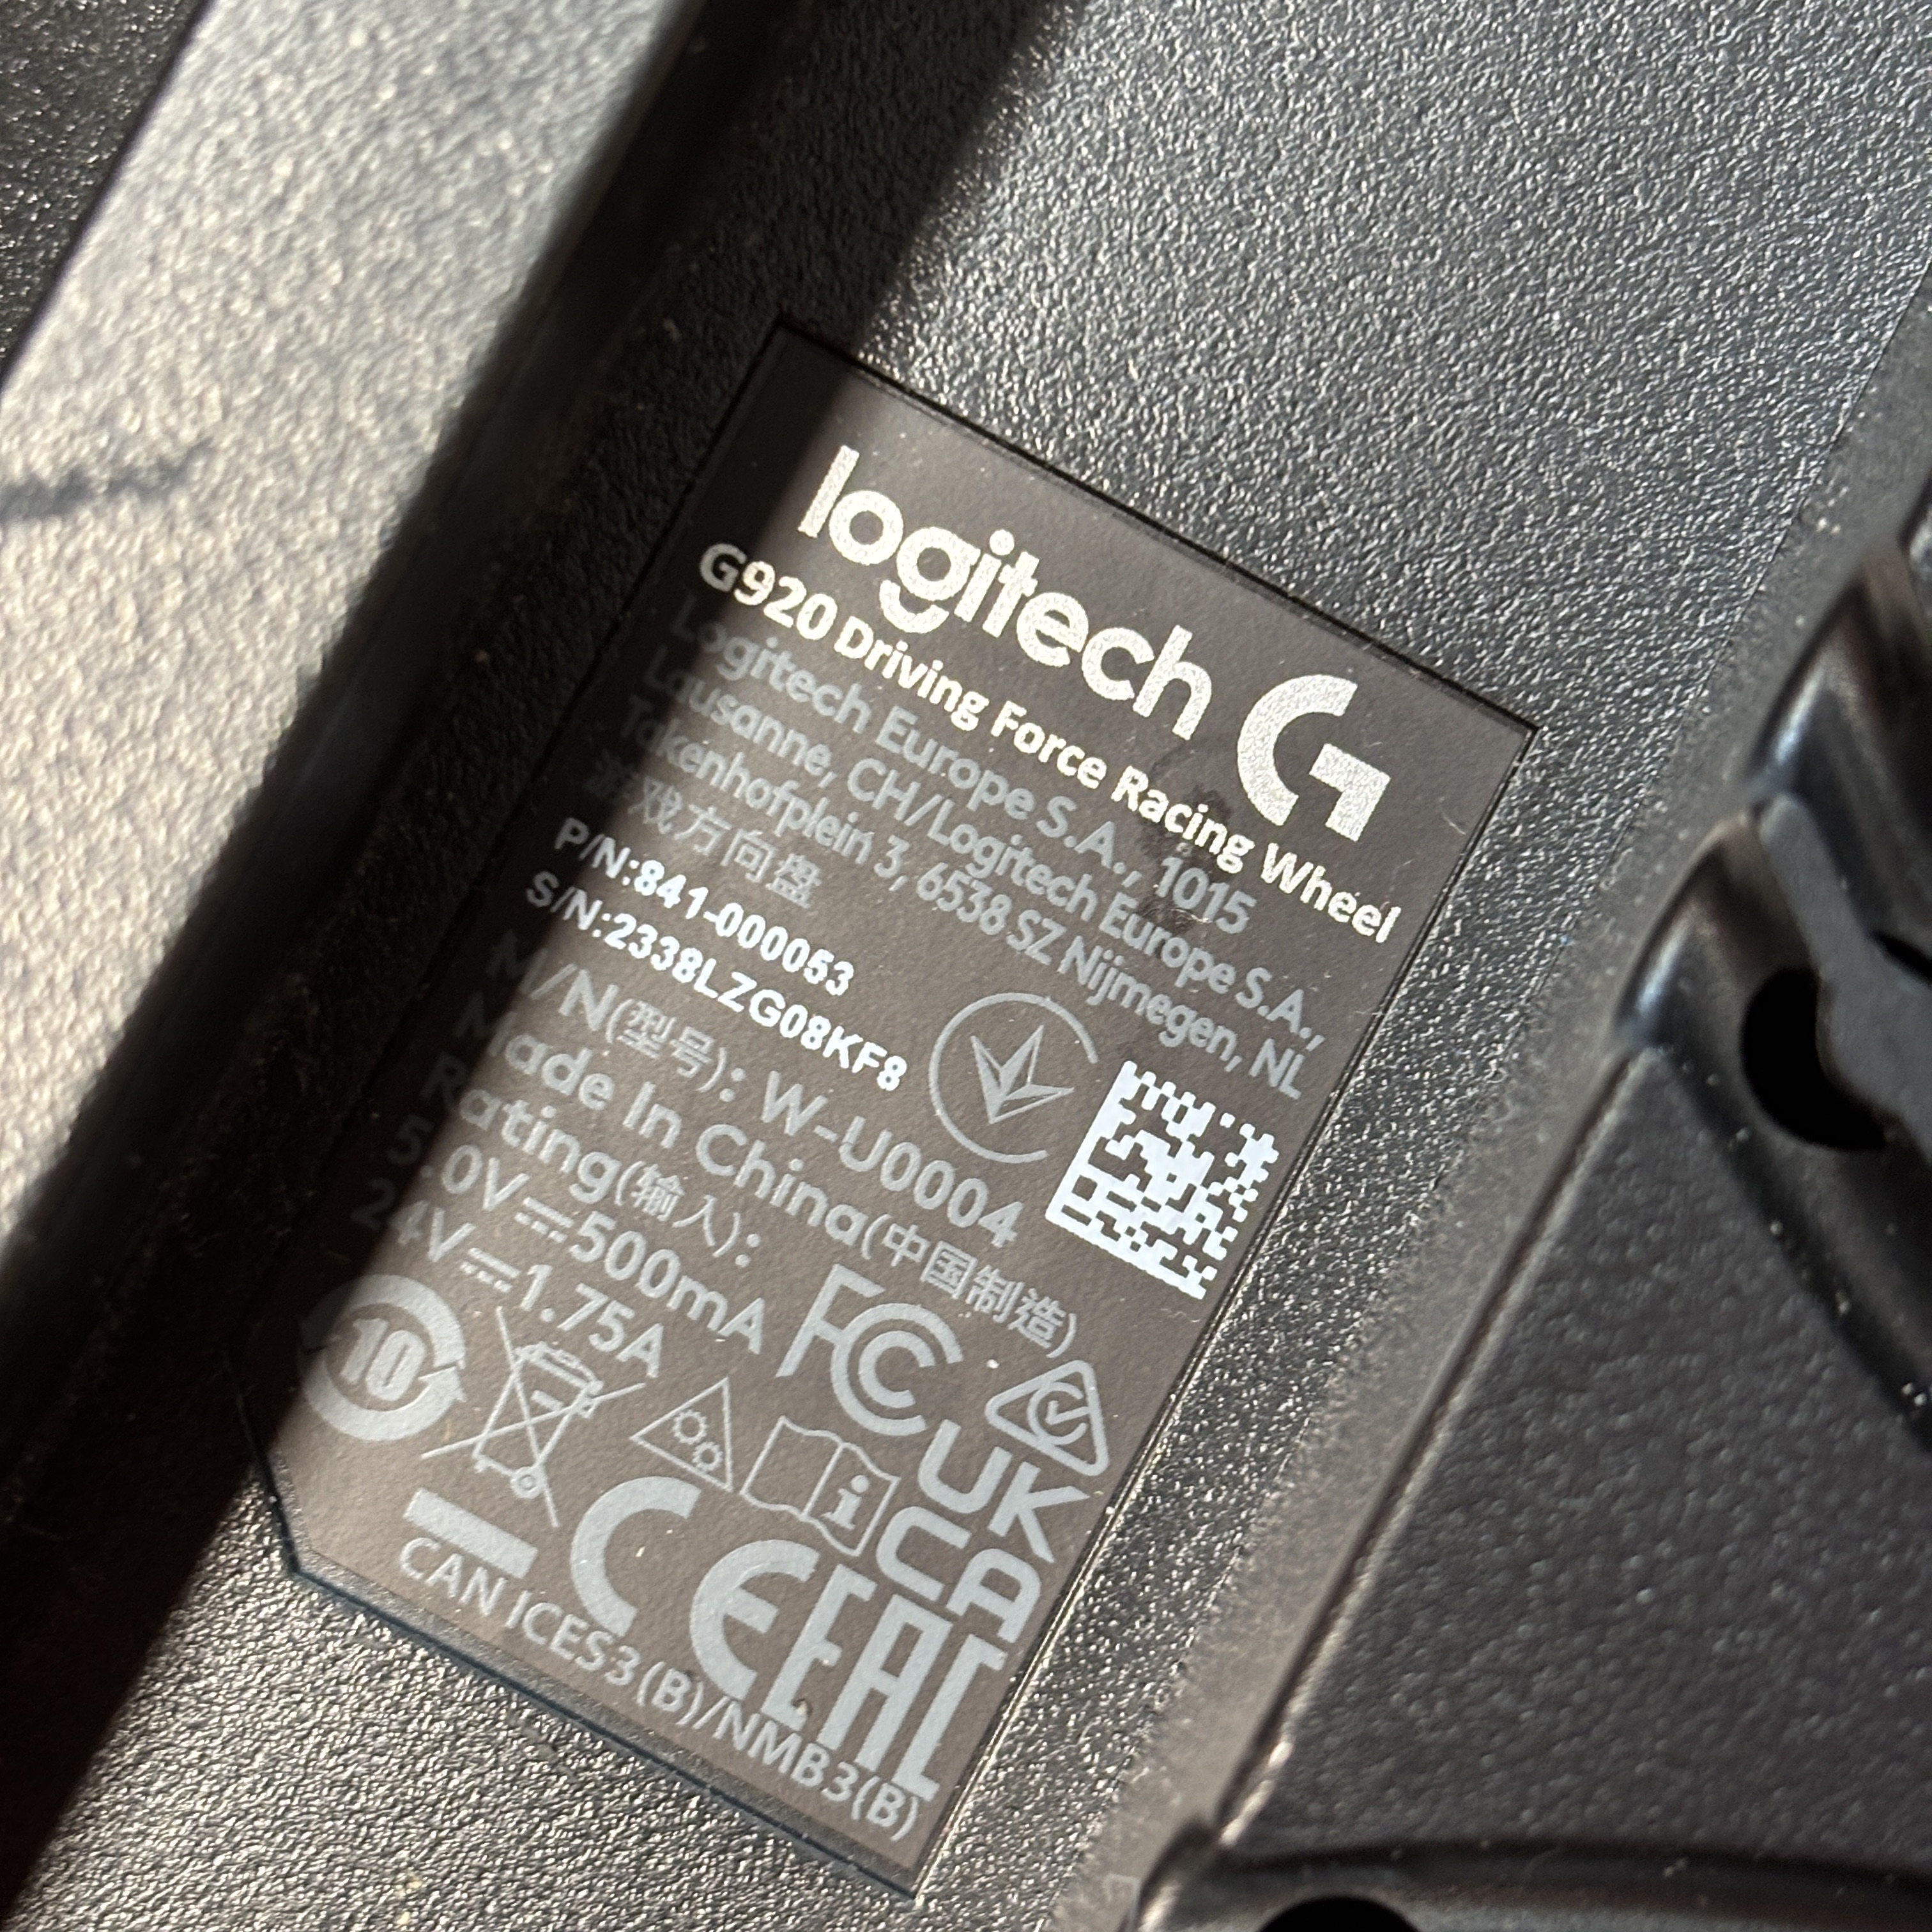 logitech G
G920 Driving Force Racing Wheel
Logitech Europe S.A., 1015
Lausanne, CH/Logitech Europe S.A.,
Takenhofplein 3, 6538 SZ Nijmegen, NL
游戏方向盘
P/N:841-000053
S/N:2338LZG08KF8
M/N(型号): W-U0004
Made In China(中国制造)
Rating(输入):
5.0V⎓500mA
24V⎓1.75A
FC
10
UK
CA
CE
EAC
CAN ICES3(B)/NMB3(B)